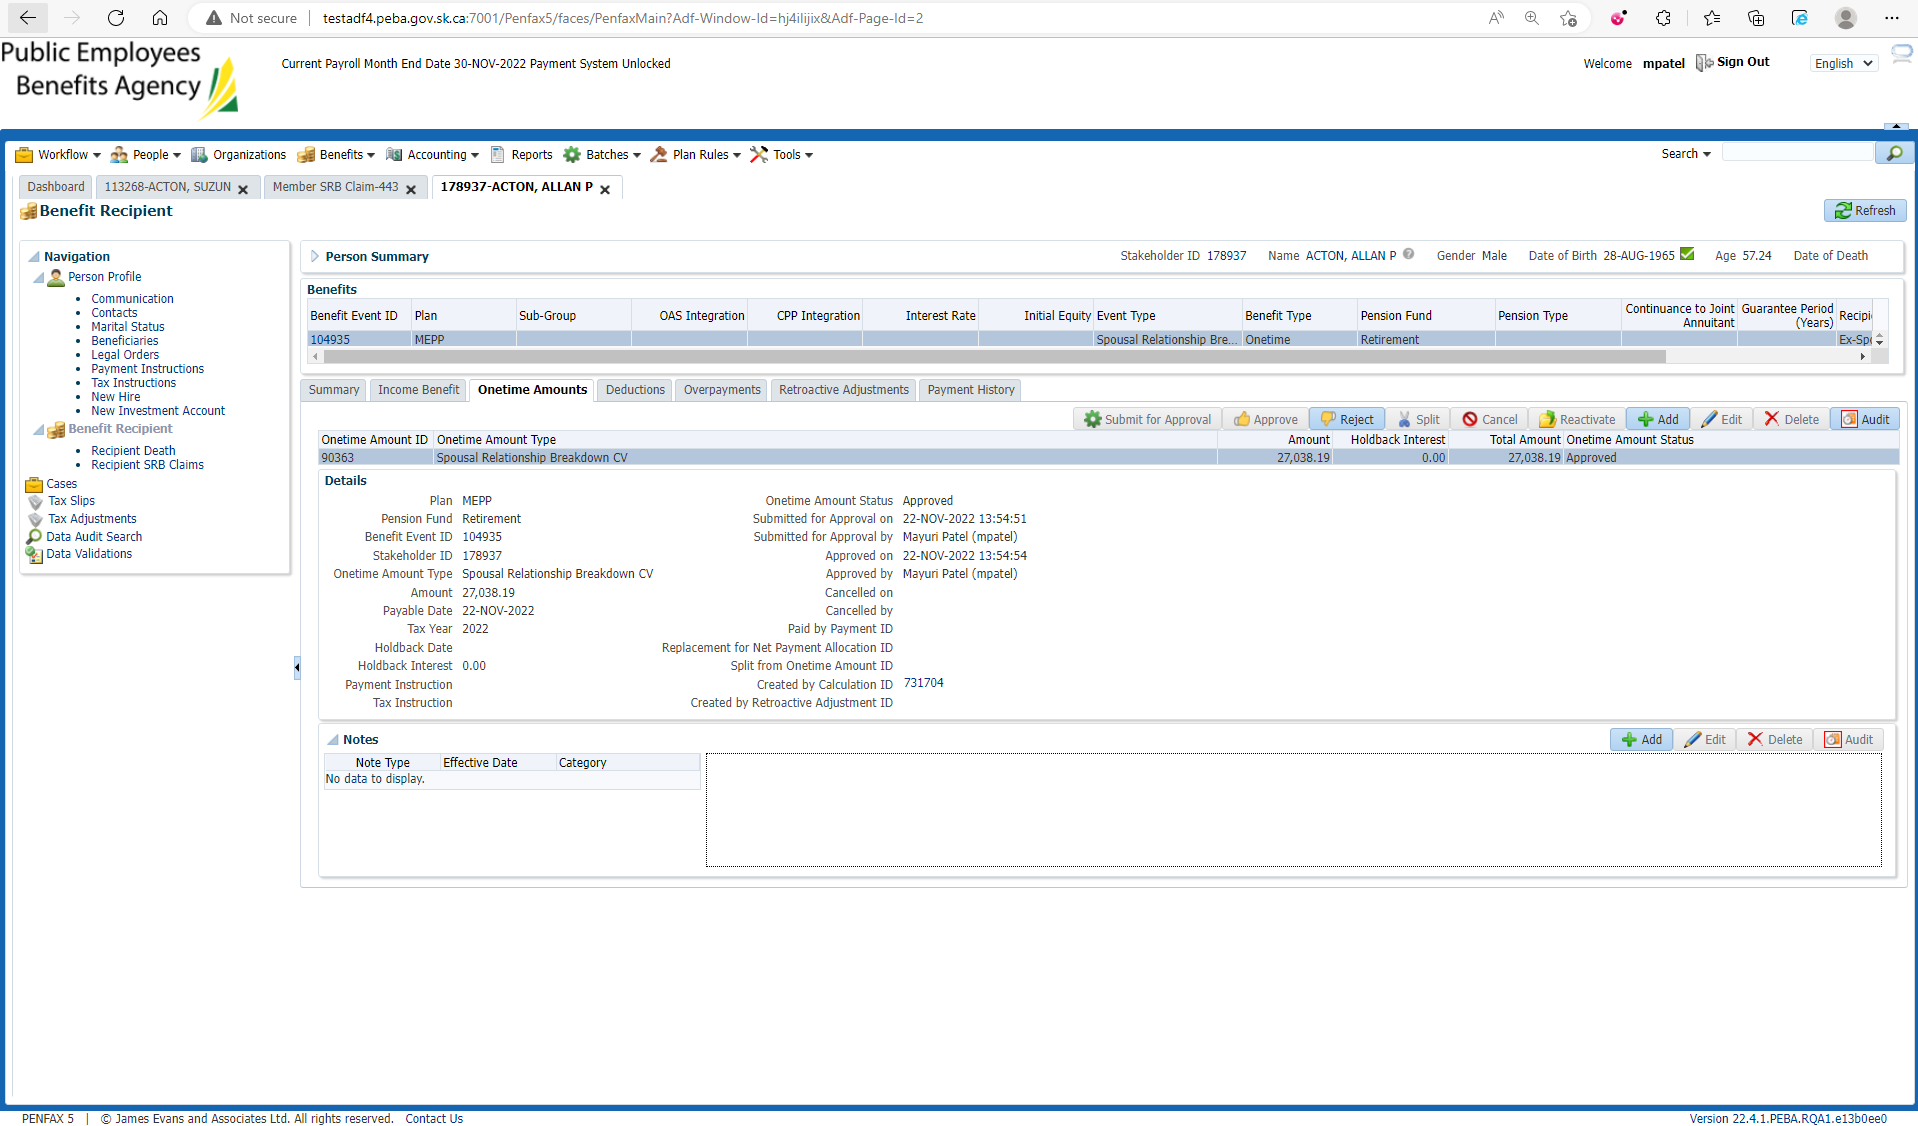 Not secure
testadf4.peba.gov.sk.ca:7001/Penfax5/faces/PenfaxMain?Adf-Window-Id=hj4ilijix&Adf-Page-Id=2
Public Employees
Benefits Agency
Current Payroll Month End Date 30-NOV-2022 Payment System Unlocked
Welcome mpatel Sign Out English
Workflow People Organizations Benefits Accounting Reports Batches Plan Rules Tools Search
Dashboard 113268-ACTON, SUZUN Member SRB Claim-443 178937-ACTON, ALLAN P
Benefit Recipient
Refresh
Navigation
Person Profile
Communication
Contacts
Marital Status
Beneficiaries
Legal Orders
Payment Instructions
Tax Instructions
New Hire
New Investment Account
Benefit Recipient
Recipient Death
Recipient SRB Claims
Cases
Tax Slips
Tax Adjustments
Data Audit Search
Data Validations
Person Summary Stakeholder ID 178937 Name ACTON, ALLAN P Gender Male Date of Birth 28-AUG-1965 Age 57.24 Date of Death
Benefits
Benefit Event ID Plan Sub-Group OAS Integration CPP Integration Interest Rate Initial Equity Event Type Benefit Type Pension Fund Pension Type Continuance to Joint Annuitant Guarantee Period (Years) Recipi
104935 MEPP Spousal Relationship Bre... Onetime Retirement Ex-Spo
Summary Income Benefit Onetime Amounts Deductions Overpayments Retroactive Adjustments Payment History
Submit for Approval Approve Reject Split Cancel Reactivate Add Edit Delete Audit
Onetime Amount ID Onetime Amount Type Amount Holdback Interest Total Amount Onetime Amount Status
90363 Spousal Relationship Breakdown CV 27,038.19 0.00 27,038.19 Approved
Details
Plan MEPP Onetime Amount Status Approved
Pension Fund Retirement Submitted for Approval on 22-NOV-2022 13:54:51
Benefit Event ID 104935 Submitted for Approval by Mayuri Patel (mpatel)
Stakeholder ID 178937 Approved on 22-NOV-2022 13:54:54
Onetime Amount Type Spousal Relationship Breakdown CV Approved by Mayuri Patel (mpatel)
Amount 27,038.19 Cancelled on
Payable Date 22-NOV-2022 Cancelled by
Tax Year 2022 Paid by Payment ID
Holdback Date Replacement for Net Payment Allocation ID
Holdback Interest 0.00 Split from Onetime Amount ID
Payment Instruction Created by Calculation ID 731704
Tax Instruction Created by Retroactive Adjustment ID
Notes Add Edit Delete Audit
Note Type Effective Date Category
No data to display.
PENFAX 5 | © James Evans and Associates Ltd. All rights reserved. Contact Us Version 22.4.1.PEBA.RQA1.e13b0ee0